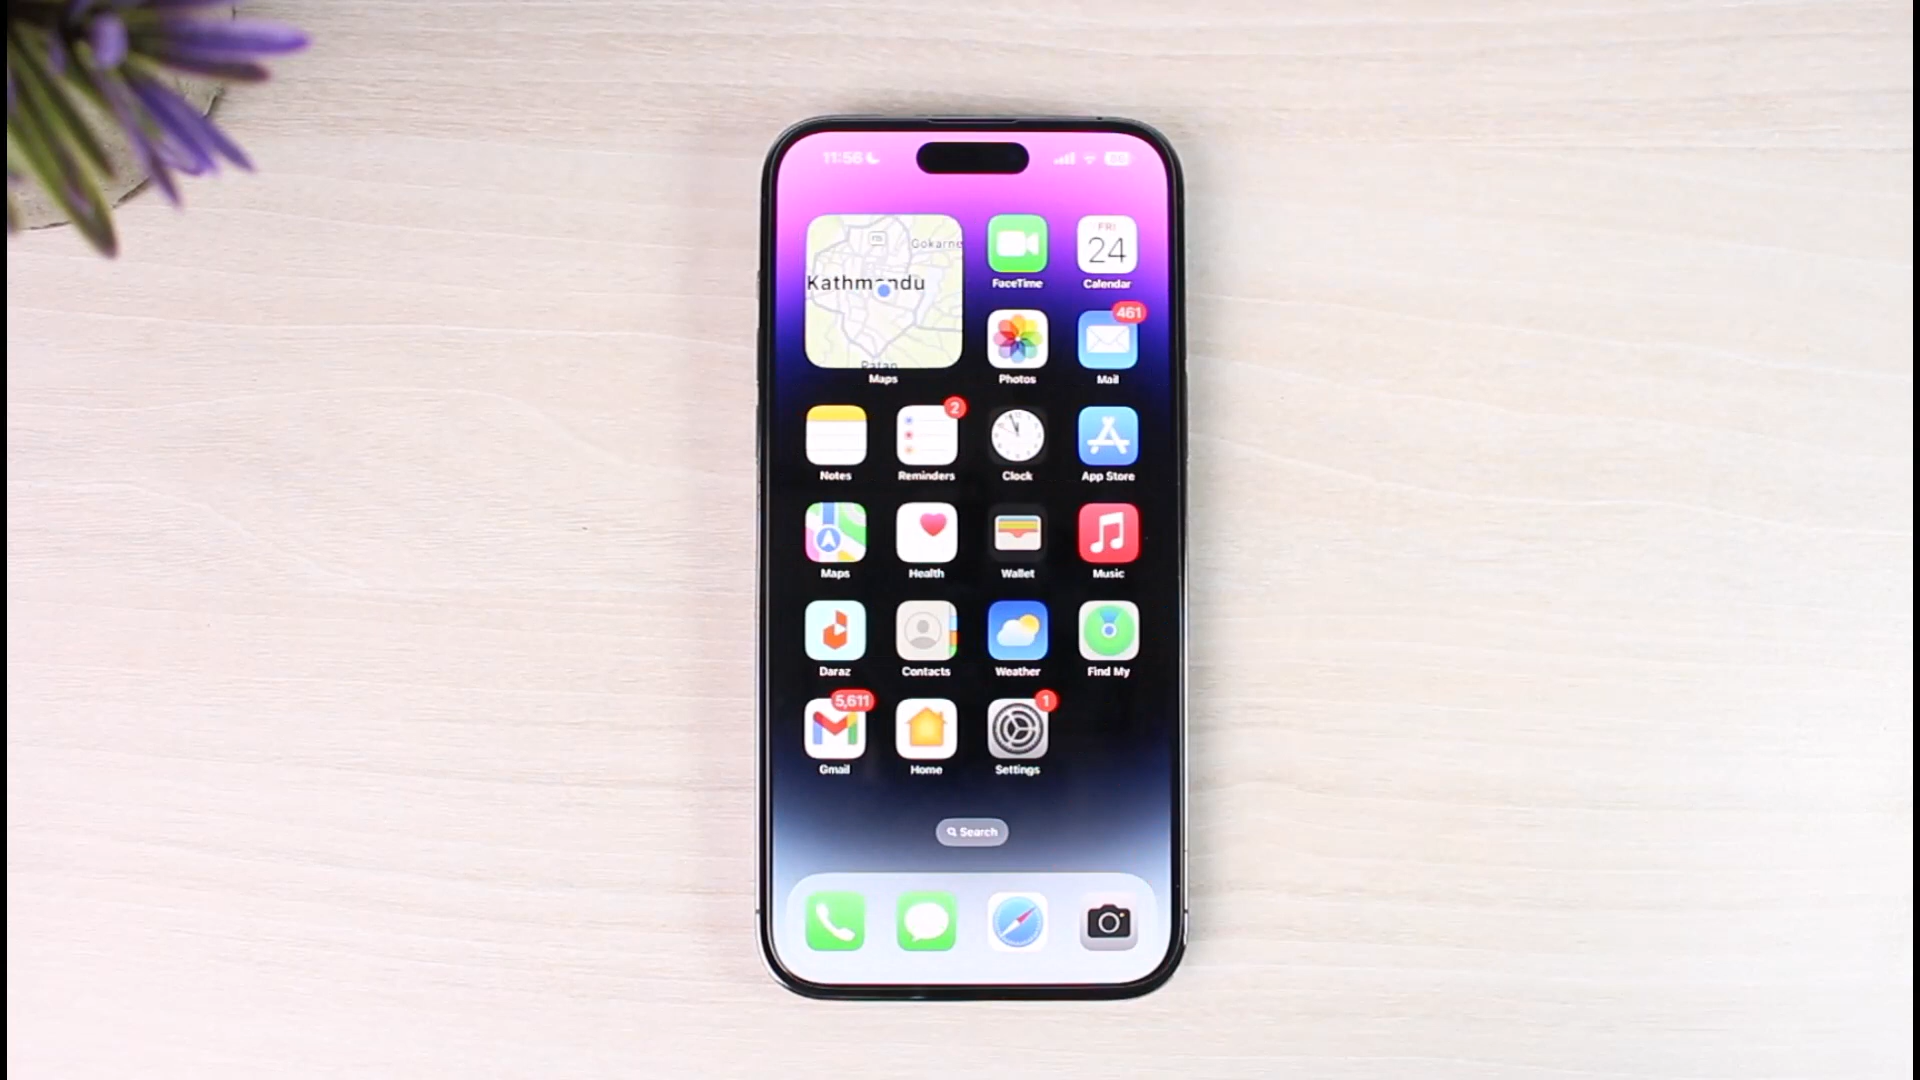 11:56
Gokarne
Kathmandu
Patan
Maps
FaceTime
FRI
24
Calendar
Photos
461
Mail
Notes
2
Reminders
Clock
App Store
Maps
Health
Wallet
Music
Daraz
Contacts
Weather
Find My
5,611
Gmail
Home
1
Settings
Search